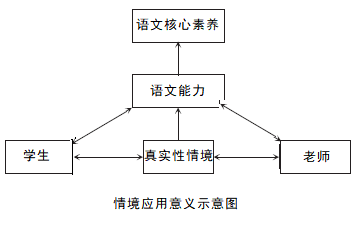 语文核心素养
语文能力
学生
真实性情境
老师
情境应用意义示意图